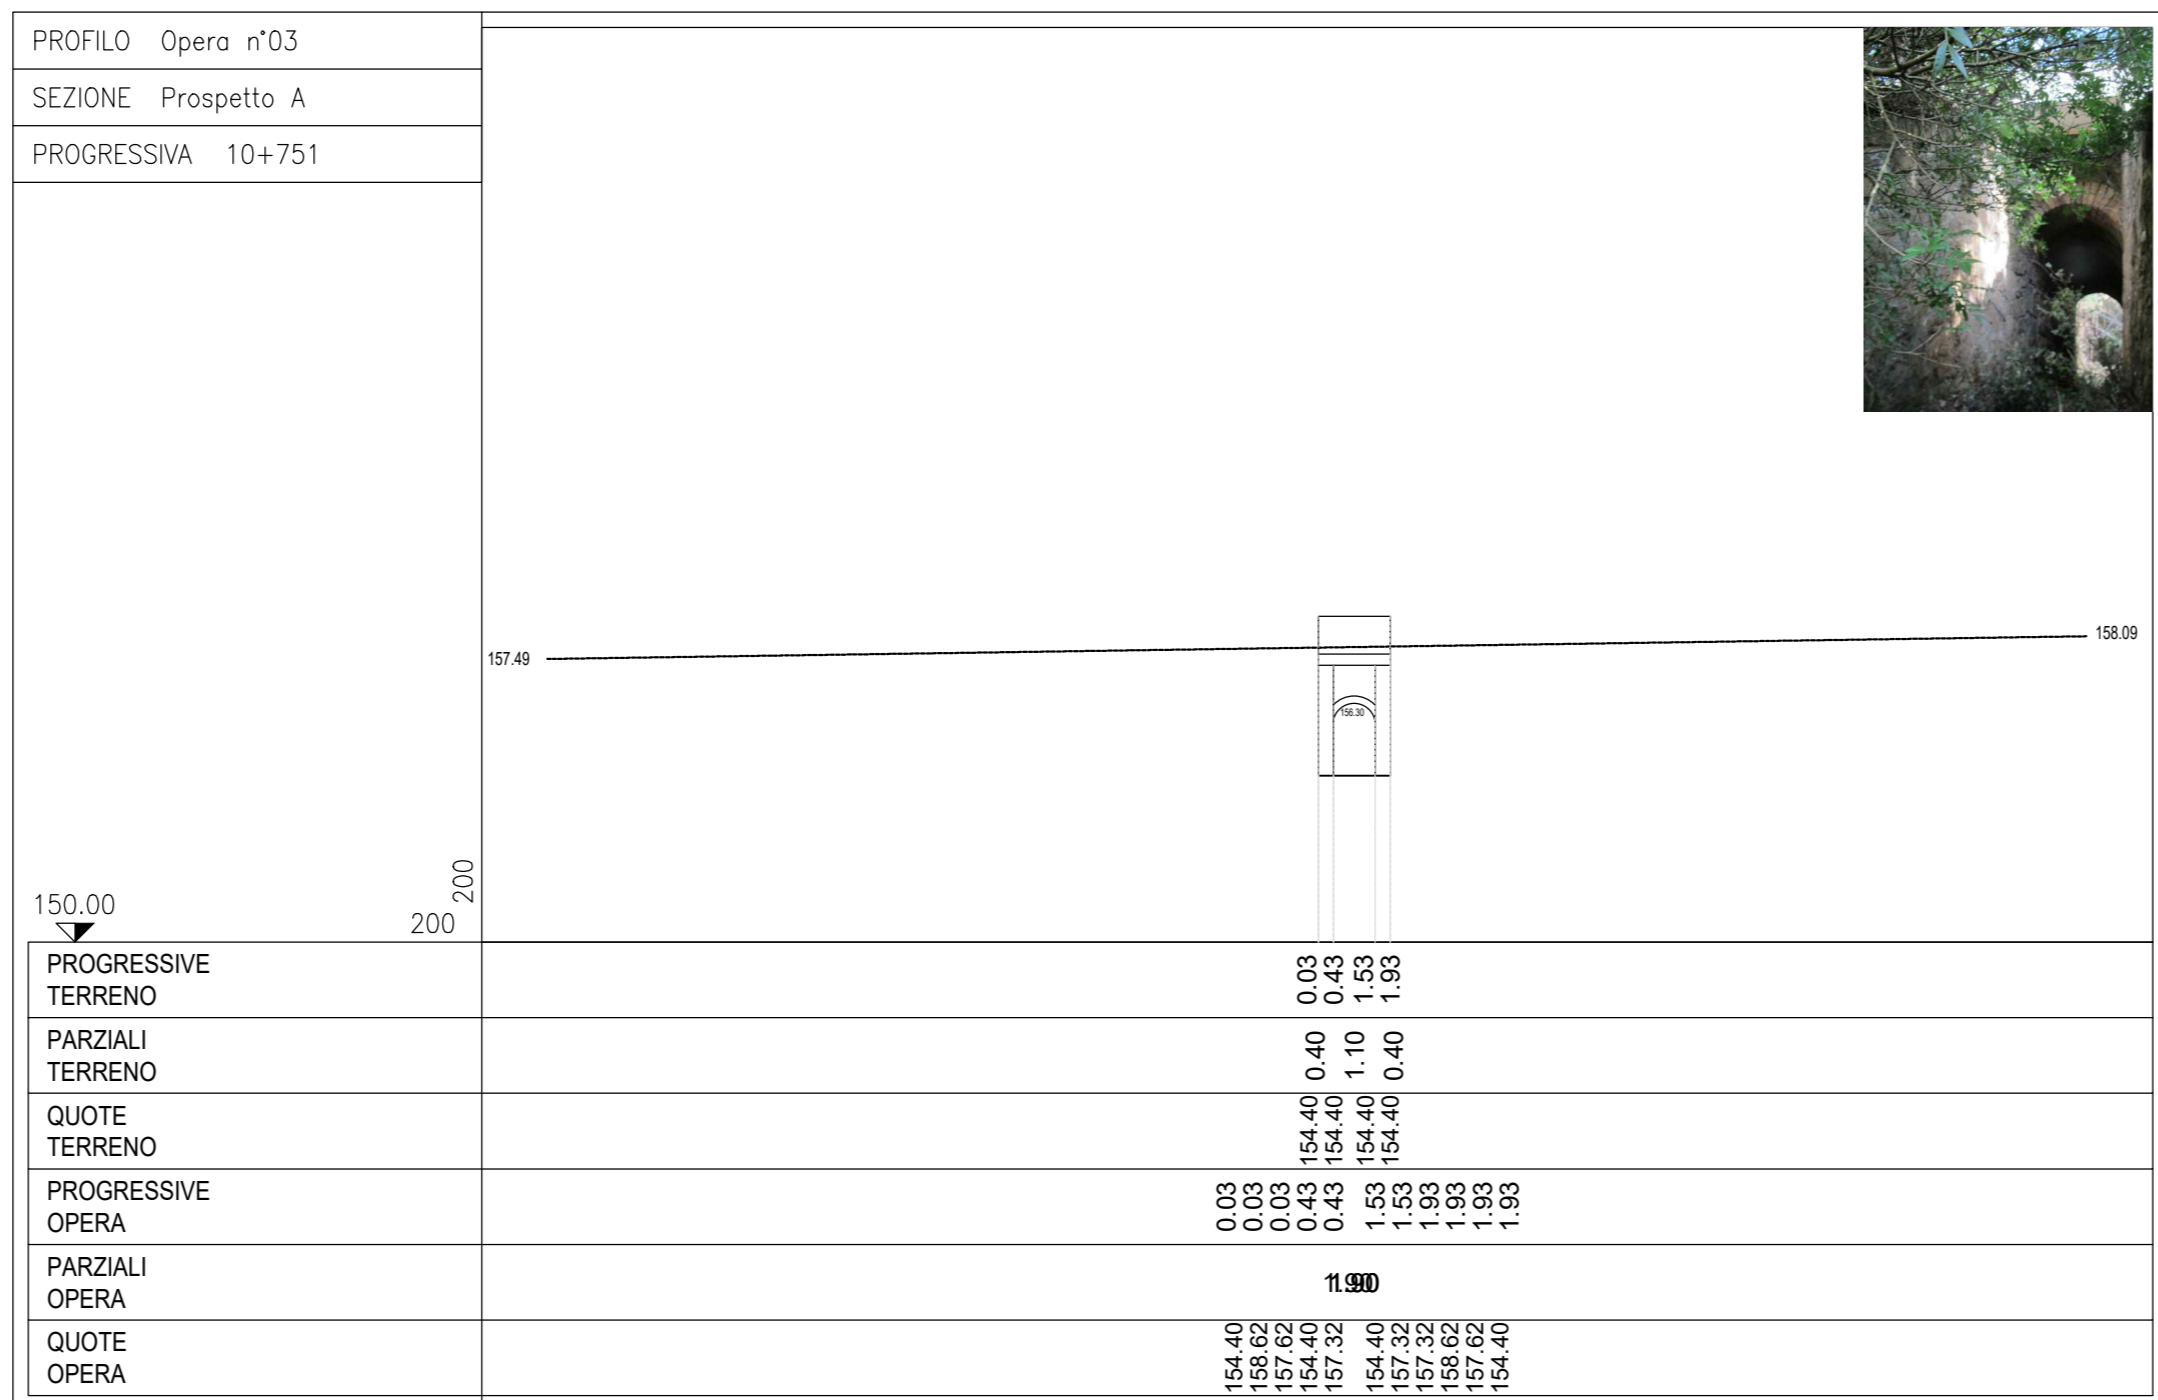 PROFILO Opera n°03
SEZIONE Prospetto A
PROGRESSIVA 10+751
157.49
158.09
156.30
200
150.00
200
PROGRESSIVE
TERRENO
0.03 0.43 1.53 1.93
PARZIALI
TERRENO
0.40 1.10 0.40
QUOTE
TERRENO
154.40 154.40 154.40 154.40
PROGRESSIVE
OPERA
0.03 0.03 0.03 0.43 0.43 1.53 1.53 1.93 1.93 1.93 1.93
PARZIALI
OPERA
QUOTE
OPERA
154.40 158.62 157.62 154.40 157.32 154.40 157.32 157.32 158.62 157.62 154.40